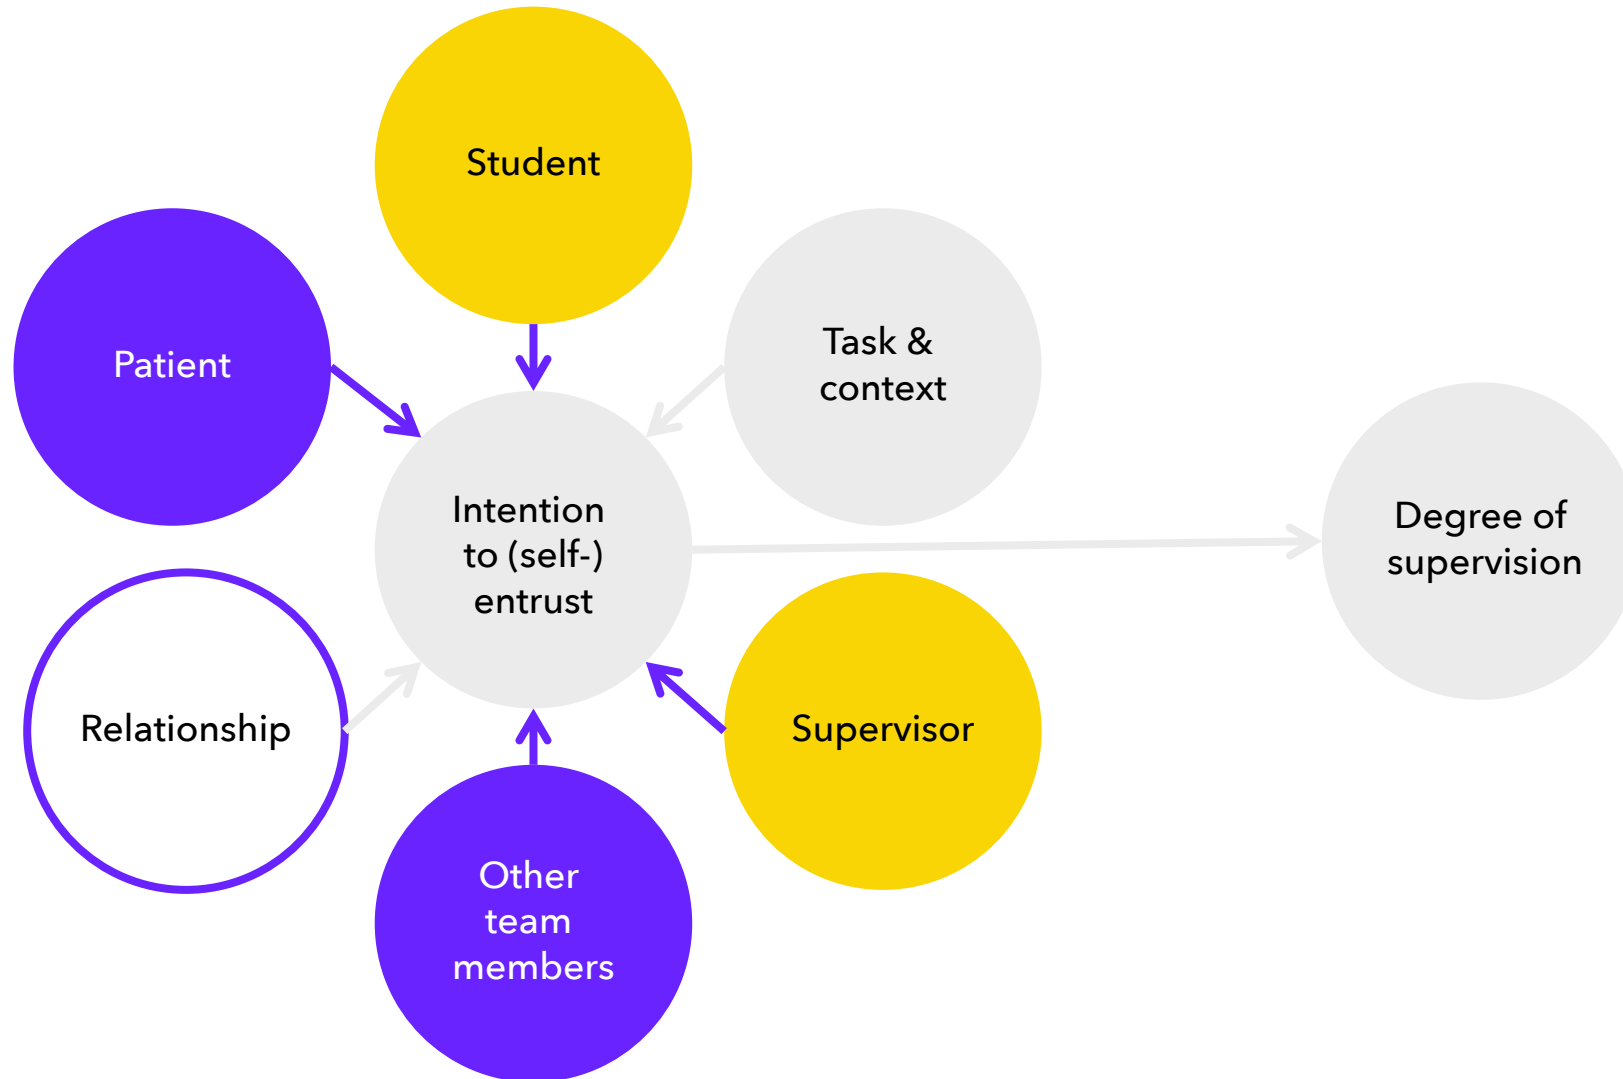 Student
Patient
Task &
context
Intention
to (self-)
entrust
Degree of
supervision
Relationship
Supervisor
Other
team
members